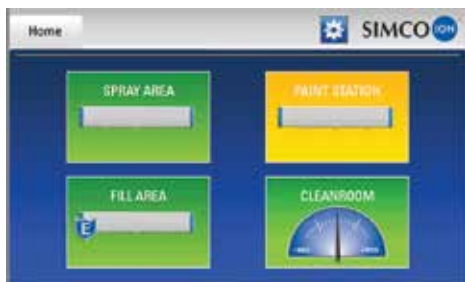 Home
SIMCO ION
SPRAY AREA
PAINT STATION
FILL AREA
E
CLEANROOM